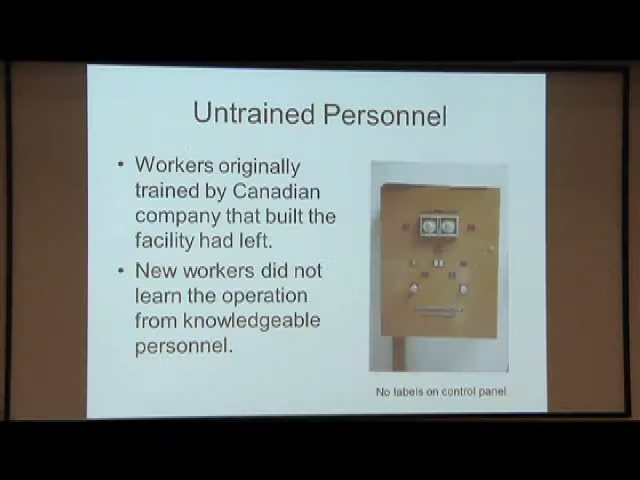 Untrained Personnel
• Workers originally
trained by Canadian
company that built the
facility had left.
• New workers did not
learn the operation
from knowledgeable
personnel.
No labels on control panel